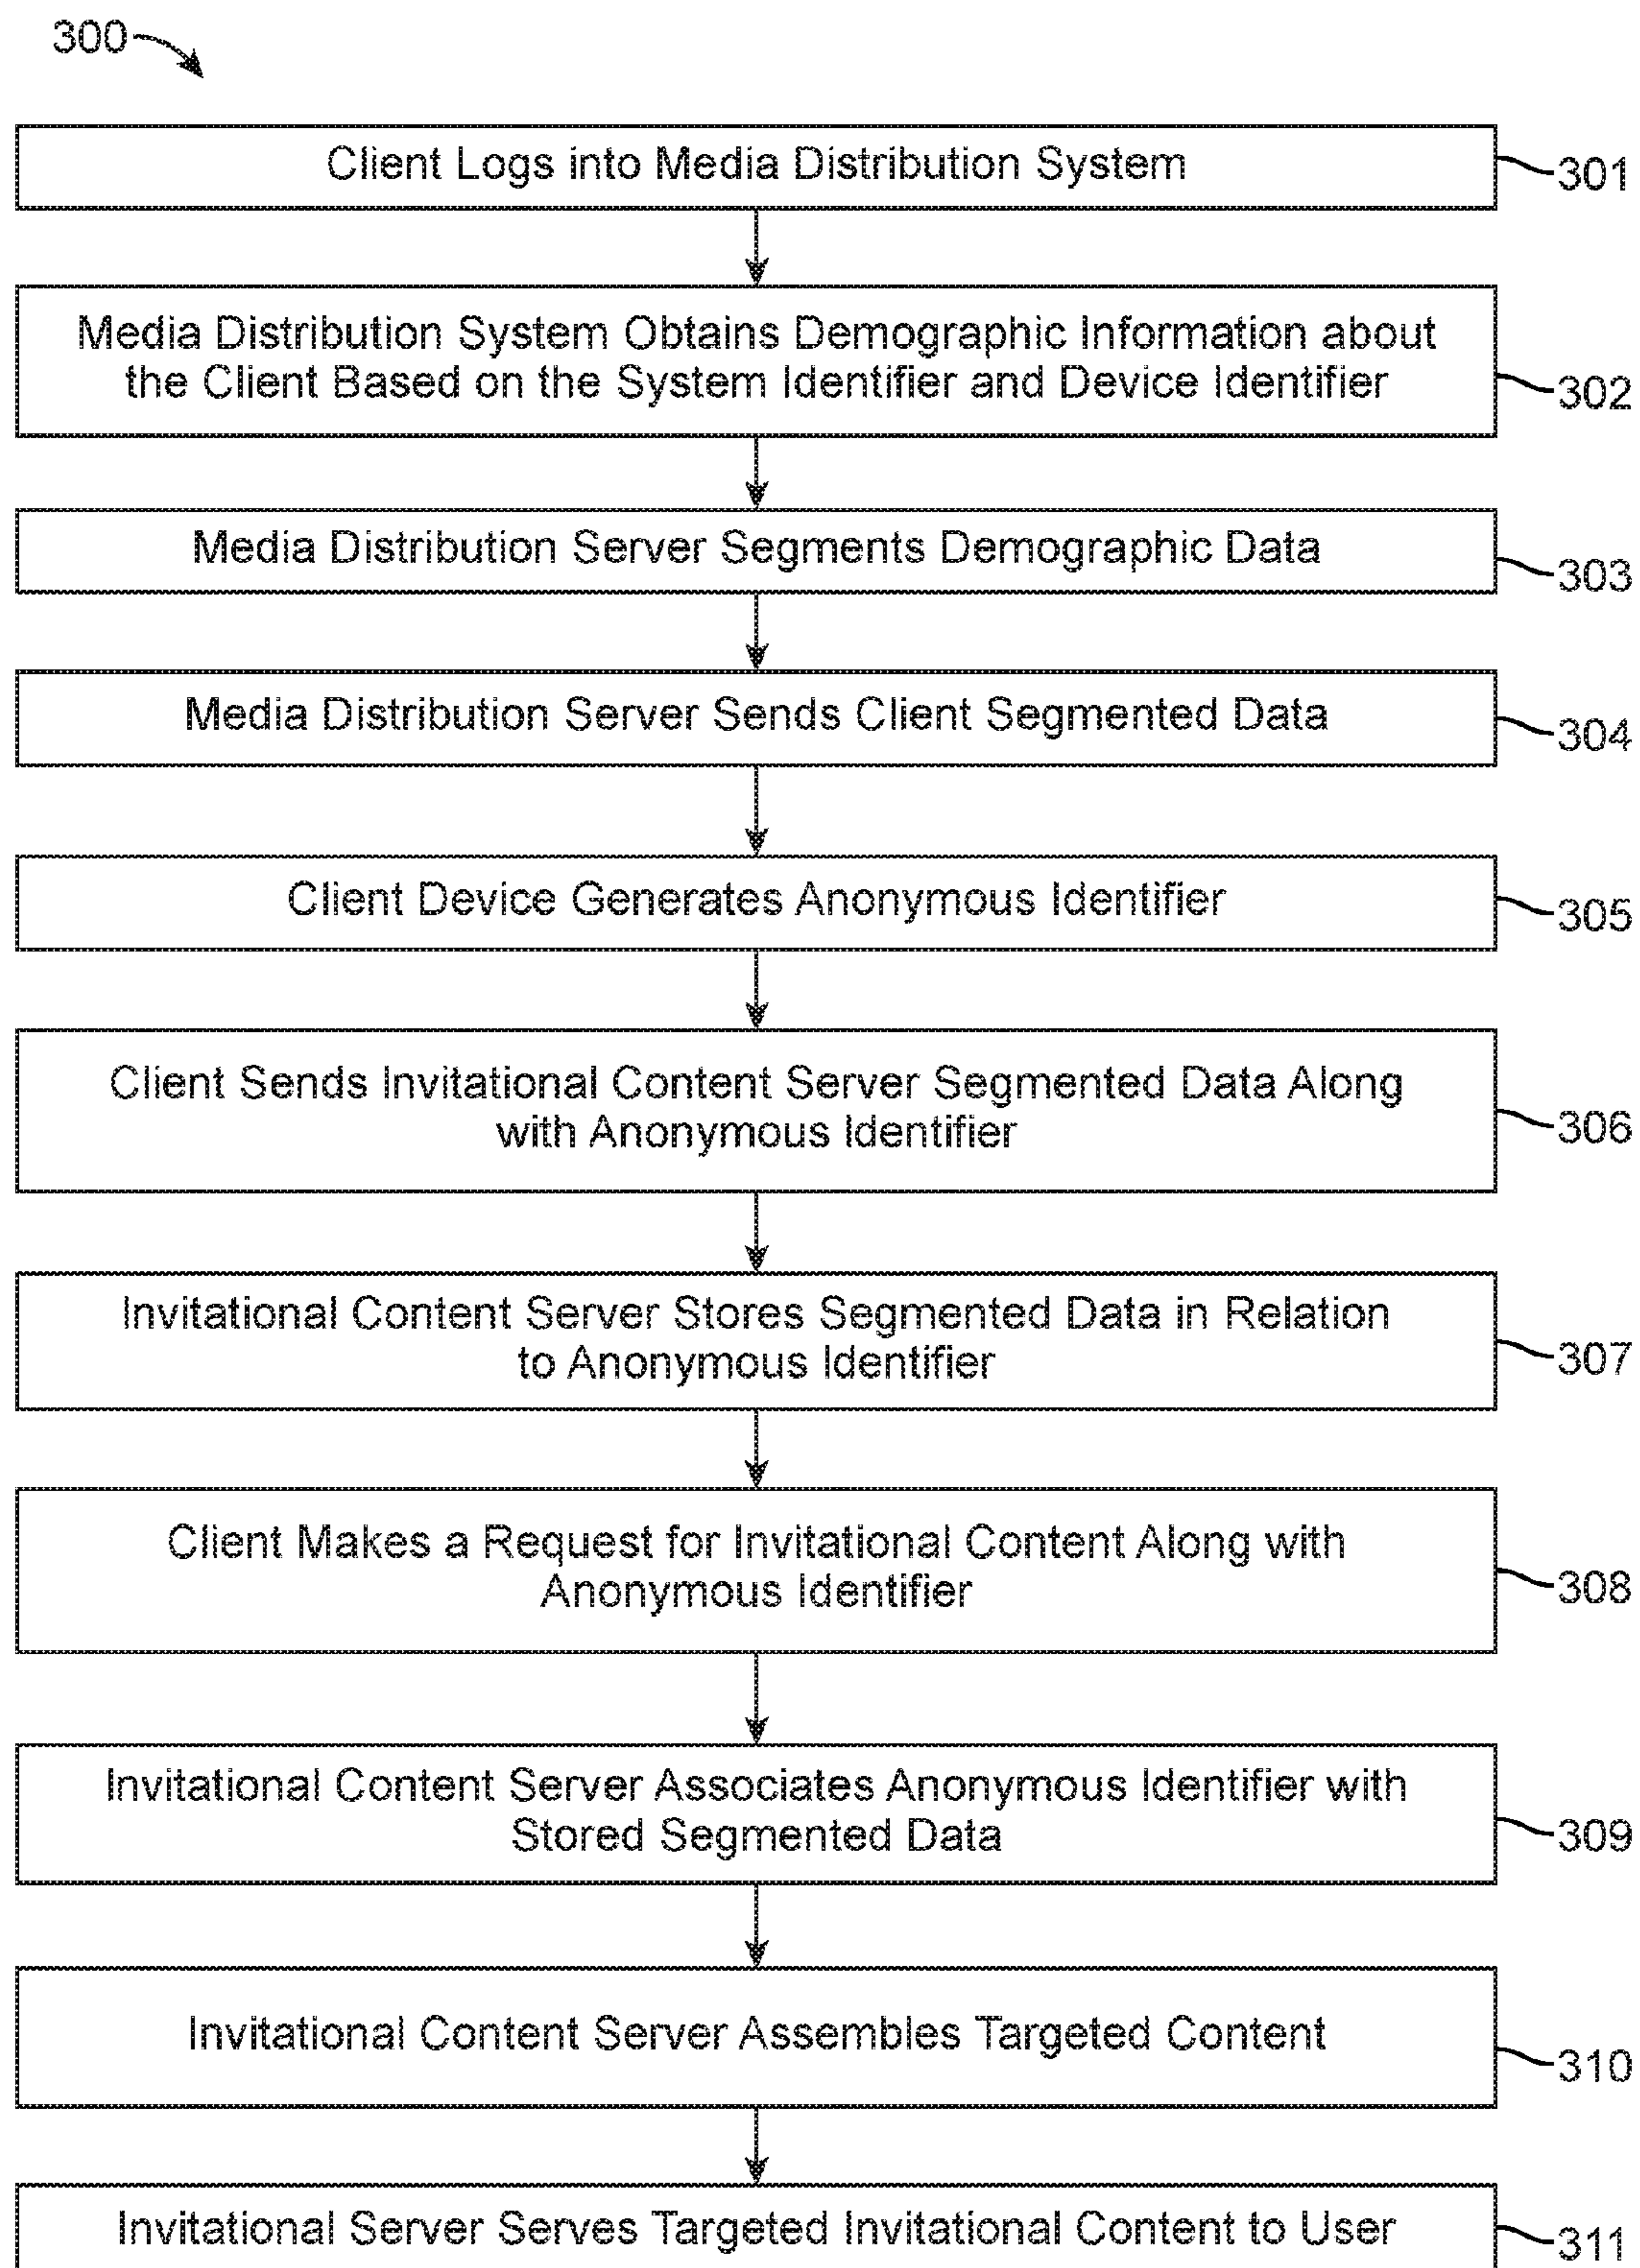 300
Client Logs into Media Distribution System
301
Media Distribution System Obtains Demographic Information about
the Client Based on the System Identifier and Device Identifier
302
Media Distribution Server Segments Demographic Data
303
Media Distribution Server Sends Client Segmented Data
304
Client Device Generates Anonymous Identifier
305
Client Sends Invitational Content Server Segmented Data Along
with Anonymous Identifier
306
Invitational Content Server Stores Segmented Data in Relation
to Anonymous Identifier
307
Client Makes a Request for Invitational Content Along with
Anonymous Identifier
308
Invitational Content Server Associates Anonymous Identifier with
Stored Segmented Data
309
Invitational Content Server Assembles Targeted Content
310
Invitational Server Serves Targeted Invitational Content to User
311